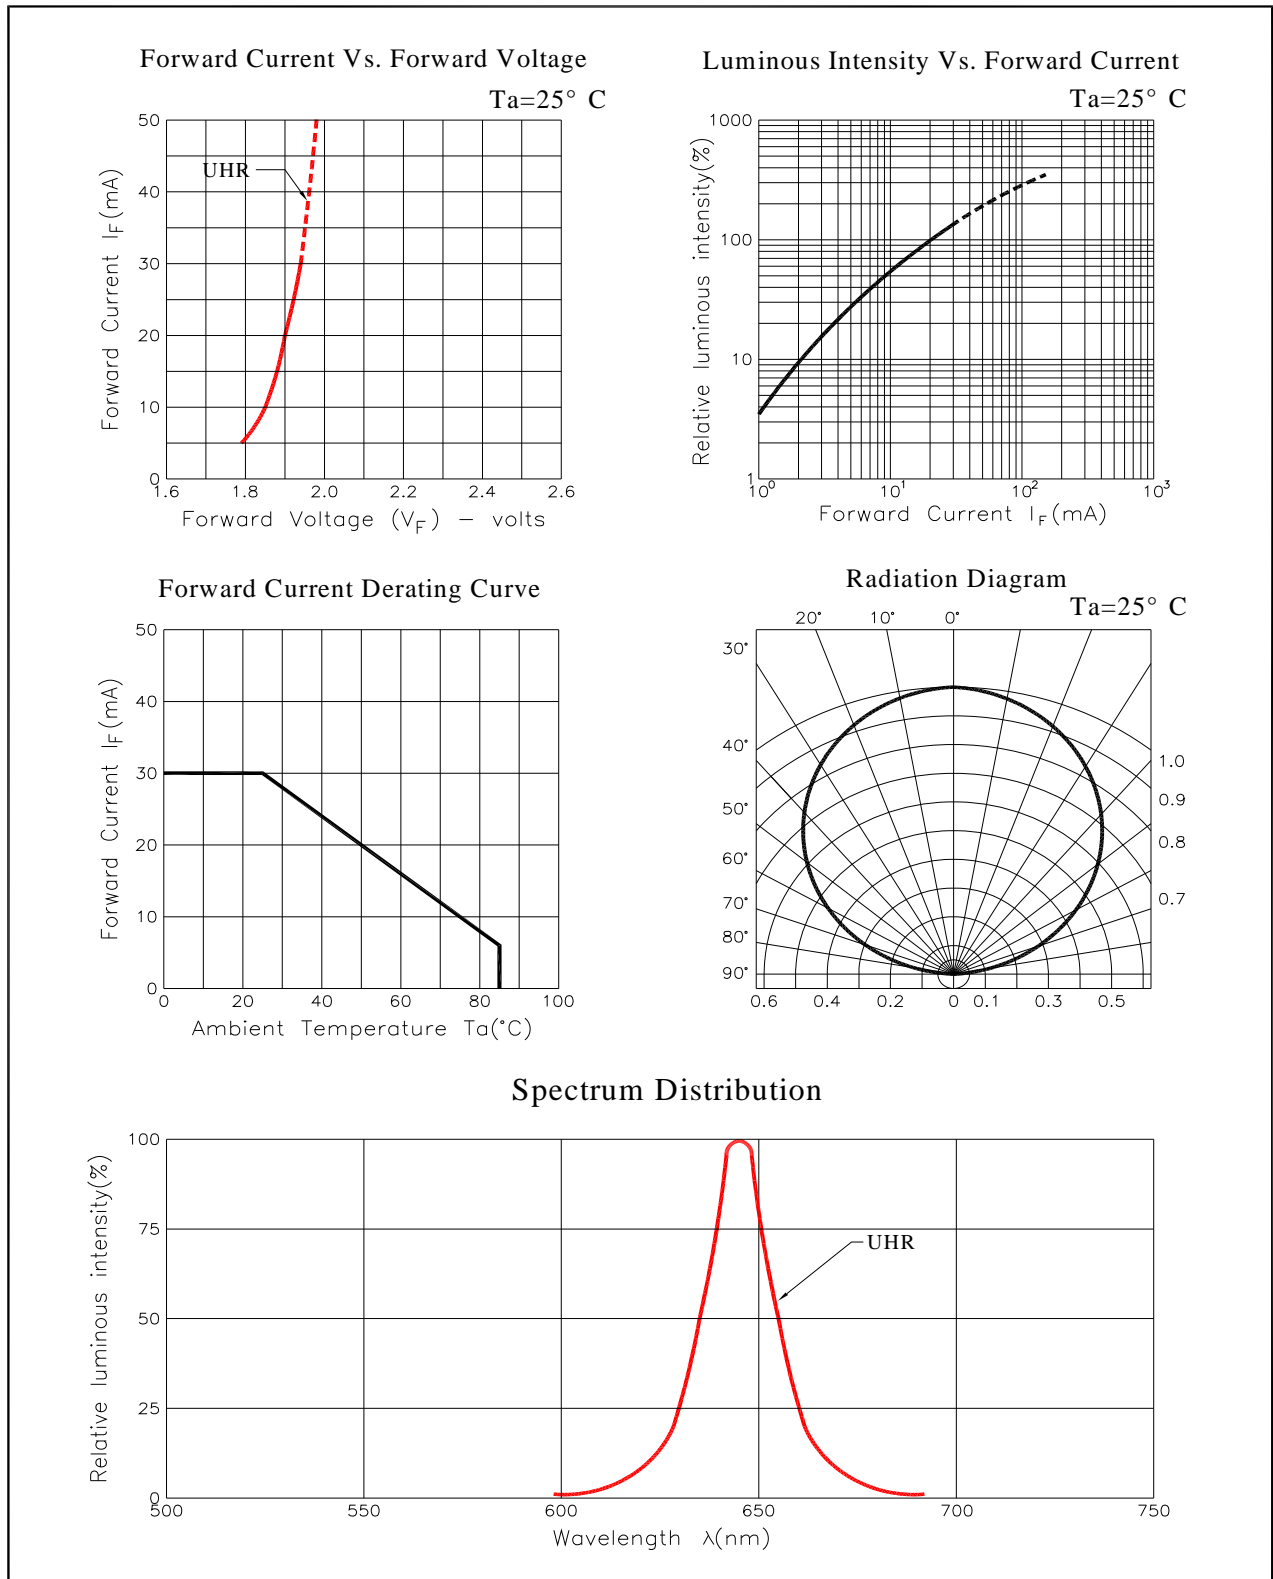 Forward Current Vs. Forward Voltage
Ta=25° C
50
40
30
20
10
0
Forward Current IF(mA)
UHR
1.6 1.8 2.0 2.2 2.4 2.6
Forward Voltage (VF) – volts
Luminous Intensity Vs. Forward Current
Ta=25° C
1000
100
10
1
Relative luminous intensity(%)
10⁰ 10¹ 10² 10³
Forward Current IF(mA)
Forward Current Derating Curve
50
40
30
20
10
0
Forward Current IF(mA)
0 20 40 60 80 100
Ambient Temperature Ta(°C)
Radiation Diagram
Ta=25° C
20° 10° 0°
30°
40°
50°
60°
70°
80°
90°
1.0
0.9
0.8
0.7
0.6 0.4 0.2 0 0.1 0.3 0.5
Spectrum Distribution
100
75
50
25
0
Relative luminous intensity(%)
UHR
500 550 600 650 700 750
Wavelength λ(nm)